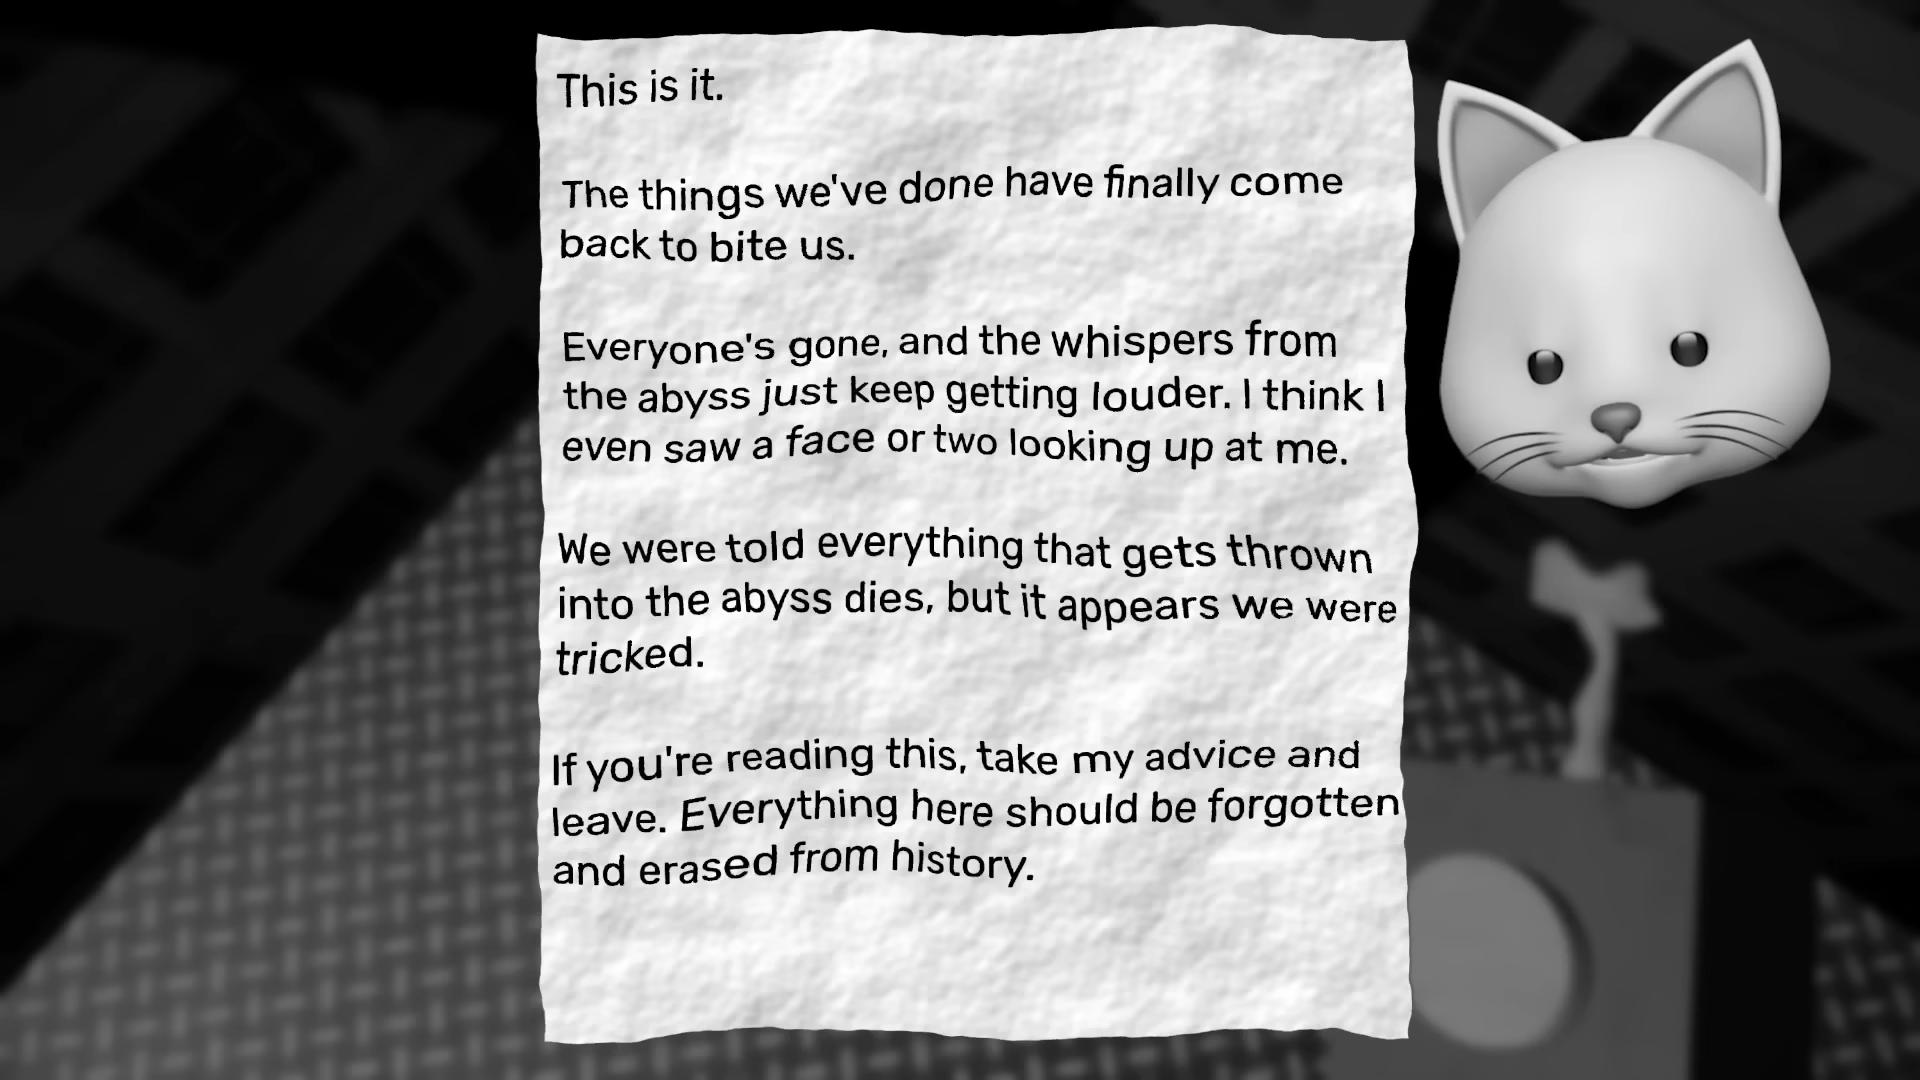 This is it.
The things we've done have finally come
back to bite us.
Everyone's gone, and the whispers from
the abyss just keep getting louder. I think I
even saw a face or two looking up at me.
We were told everything that gets thrown
into the abyss dies, but it appears we were
tricked.
If you're reading this, take my advice and
leave. Everything here should be forgotten
and erased from history.